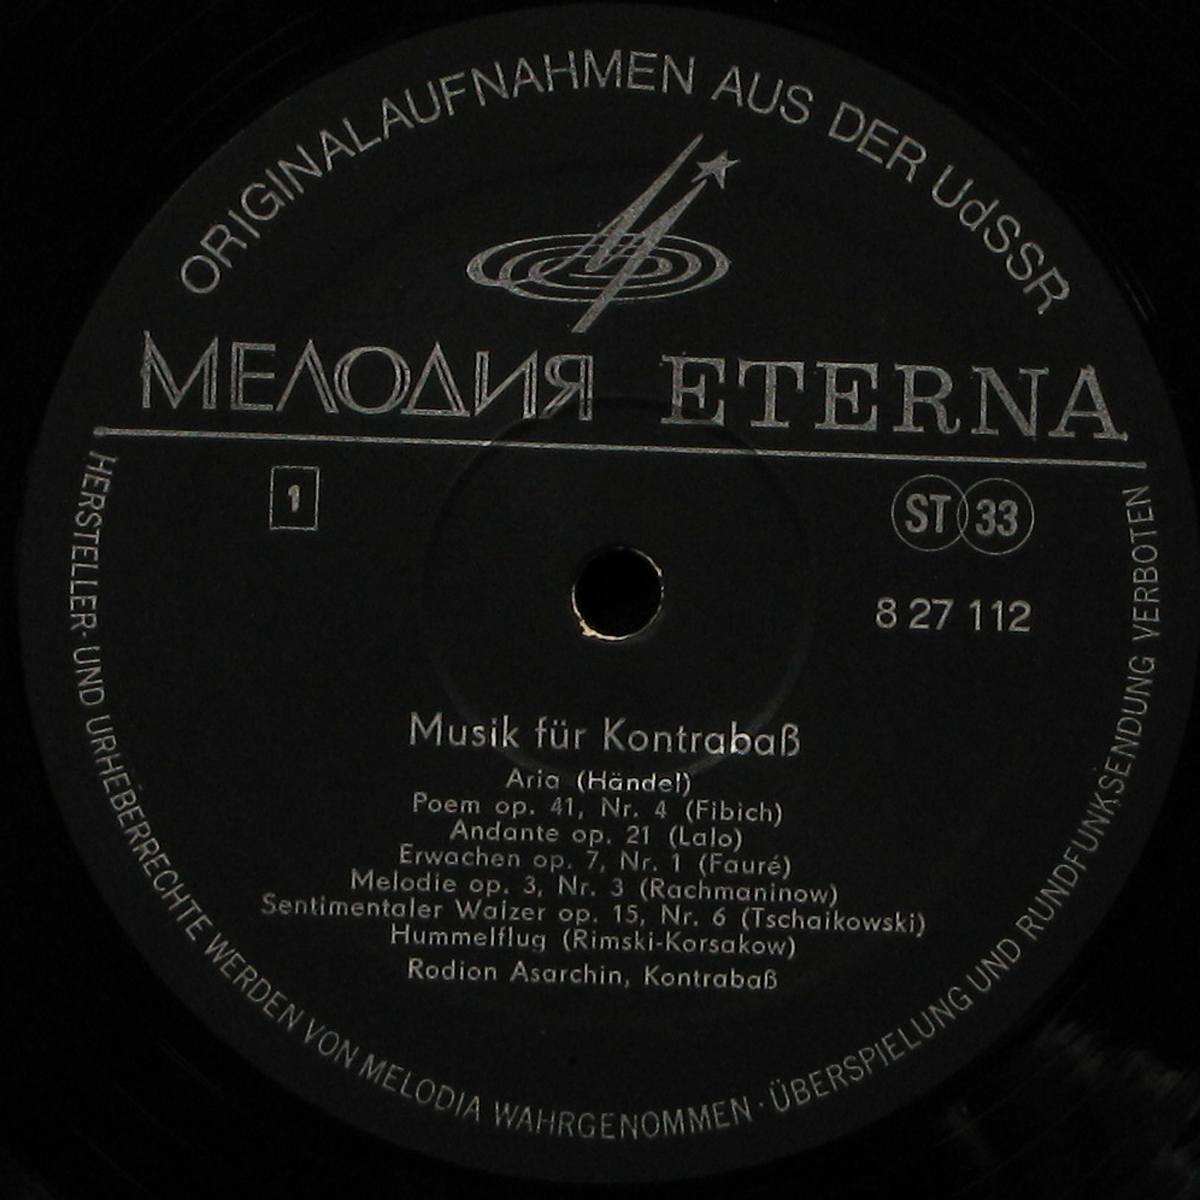 ORIGINALAUFNAHMEN AUS DER UdSSR
МЕЛОДИЯ ETERNA
1
ST 33
8 27 112
Musik für Kontrabaß
Aria (Händel)
Poem op. 41, Nr. 4 (Fibich)
Andante op. 21 (Lalo)
Erwachen op. 7, Nr. 1 (Fauré)
Melodie op. 3, Nr. 3 (Rachmaninow)
Sentimentaler Walzer op. 15, Nr. 6 (Tschaikowski)
Hummelflug (Rimski-Korsakow)
Rodion Asarchin, Kontrabaß
HERSTELLER- UND URHEBERRECHTE WERDEN VON MELODIA WAHRGENOMMEN · ÜBERSPIELUNG UND RUNDFUNKSENDUNG VERBOTEN